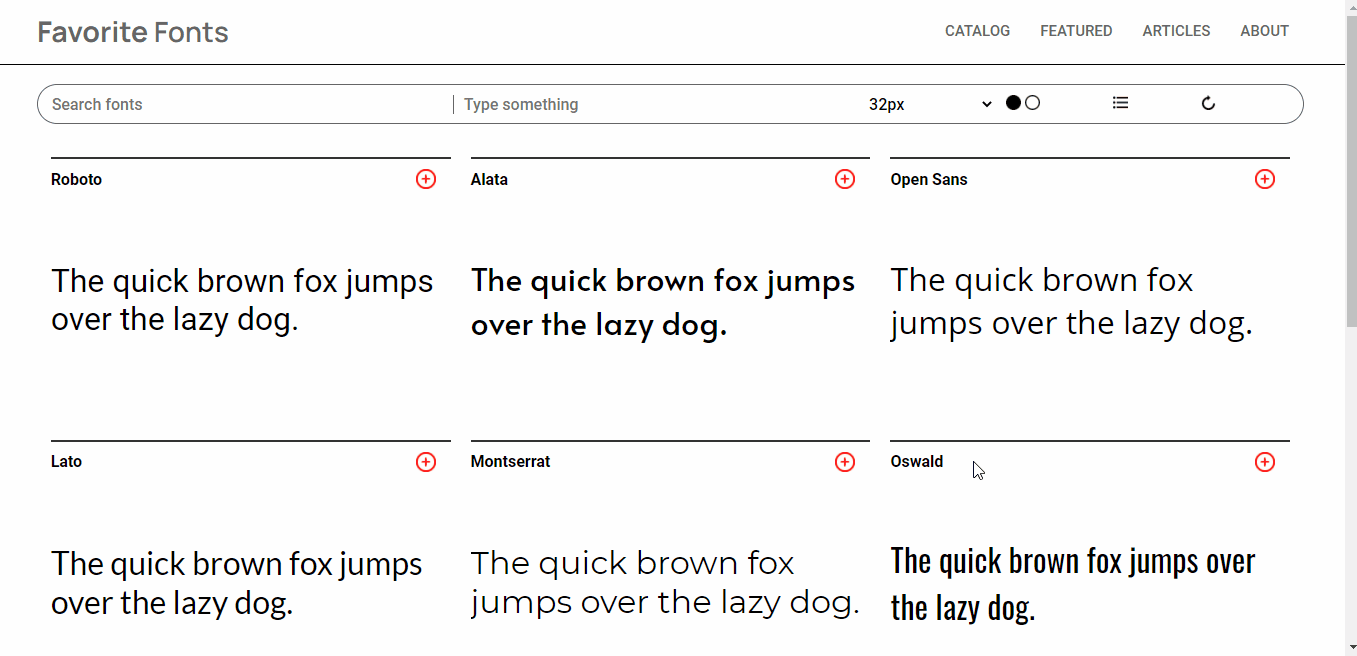 Favorite Fonts
CATALOG FEATURED ARTICLES ABOUT
Search fonts Type something 32px
Roboto
The quick brown fox jumps
over the lazy dog.
Alata
The quick brown fox jumps
over the lazy dog.
Open Sans
The quick brown fox
jumps over the lazy dog.
Lato
The quick brown fox jumps
over the lazy dog.
Montserrat
The quick brown fox
jumps over the lazy dog.
Oswald
The quick brown fox jumps over
the lazy dog.